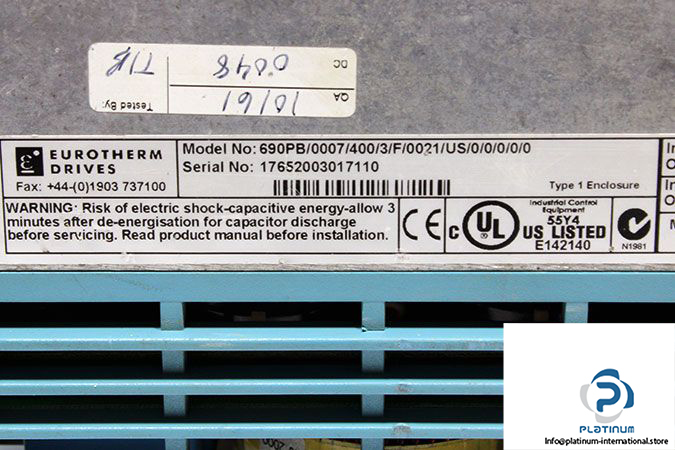 Tested By: TIR
QA 10/61
DC 0048
EUROTHERM
DRIVES
Fax: +44-(0)1903 737100
Model No: 690PB/0007/400/3/F/0021/US/0/0/0/0/0
Serial No: 17652003017110
Type 1 Enclosure
WARNING: Risk of electric shock-capacitive energy-allow 3
minutes after de-energisation for capacitor discharge
before servicing. Read product manual before installation.
CE
C UL US LISTED
Industrial Control
Equipment
55Y4
E142140
N1981
P
PLATINUM
info@platinum-international.store